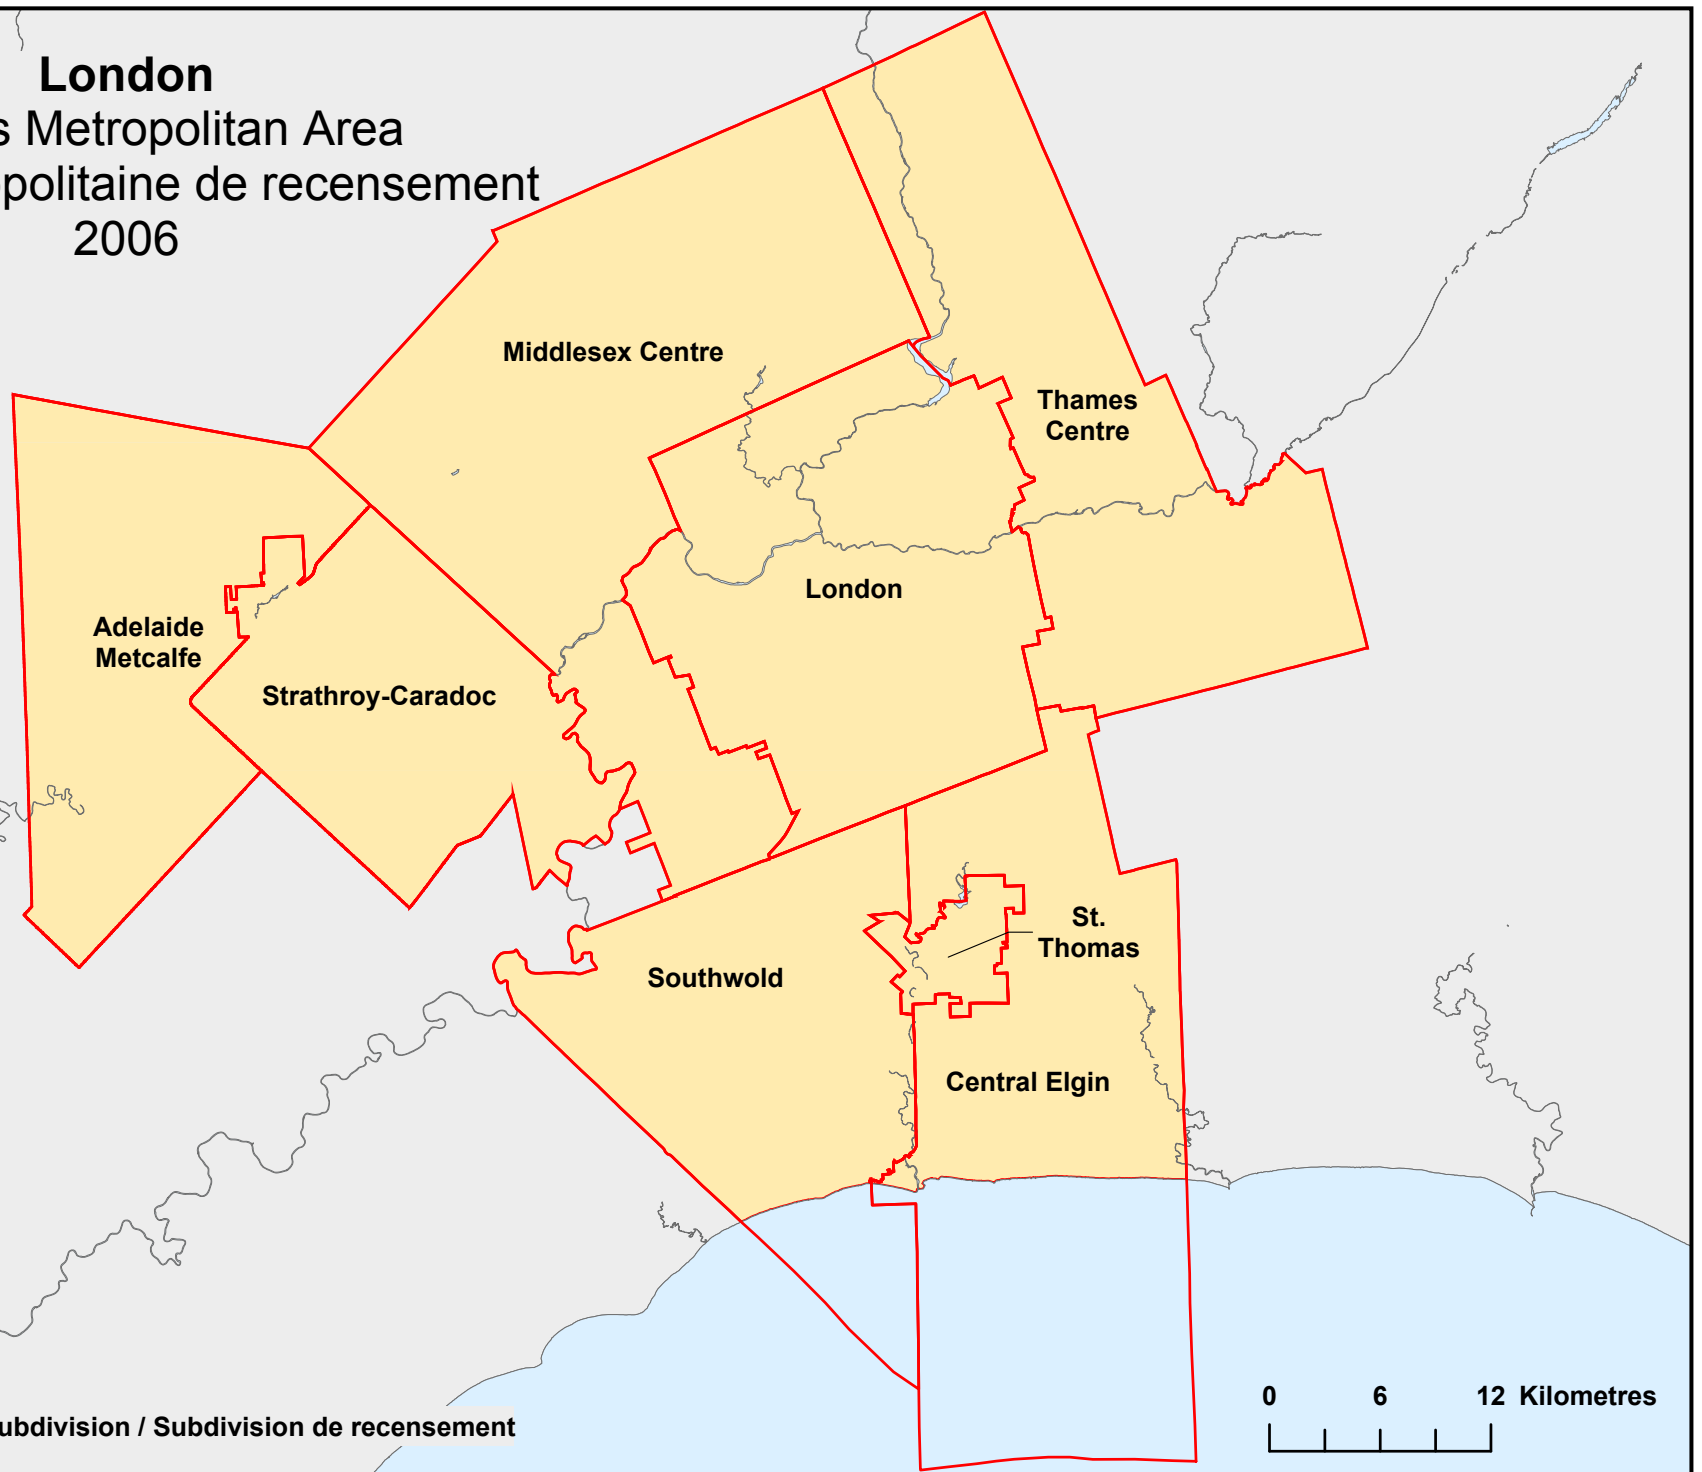 London
s Metropolitan Area
politaine de recensement
2006
Middlesex Centre
Thames
Centre
London
Adelaide
Metcalfe
Strathroy-Caradoc
St.
Thomas
Southwold
Central Elgin
0 6 12 Kilometres
ubdivision / Subdivision de recensement